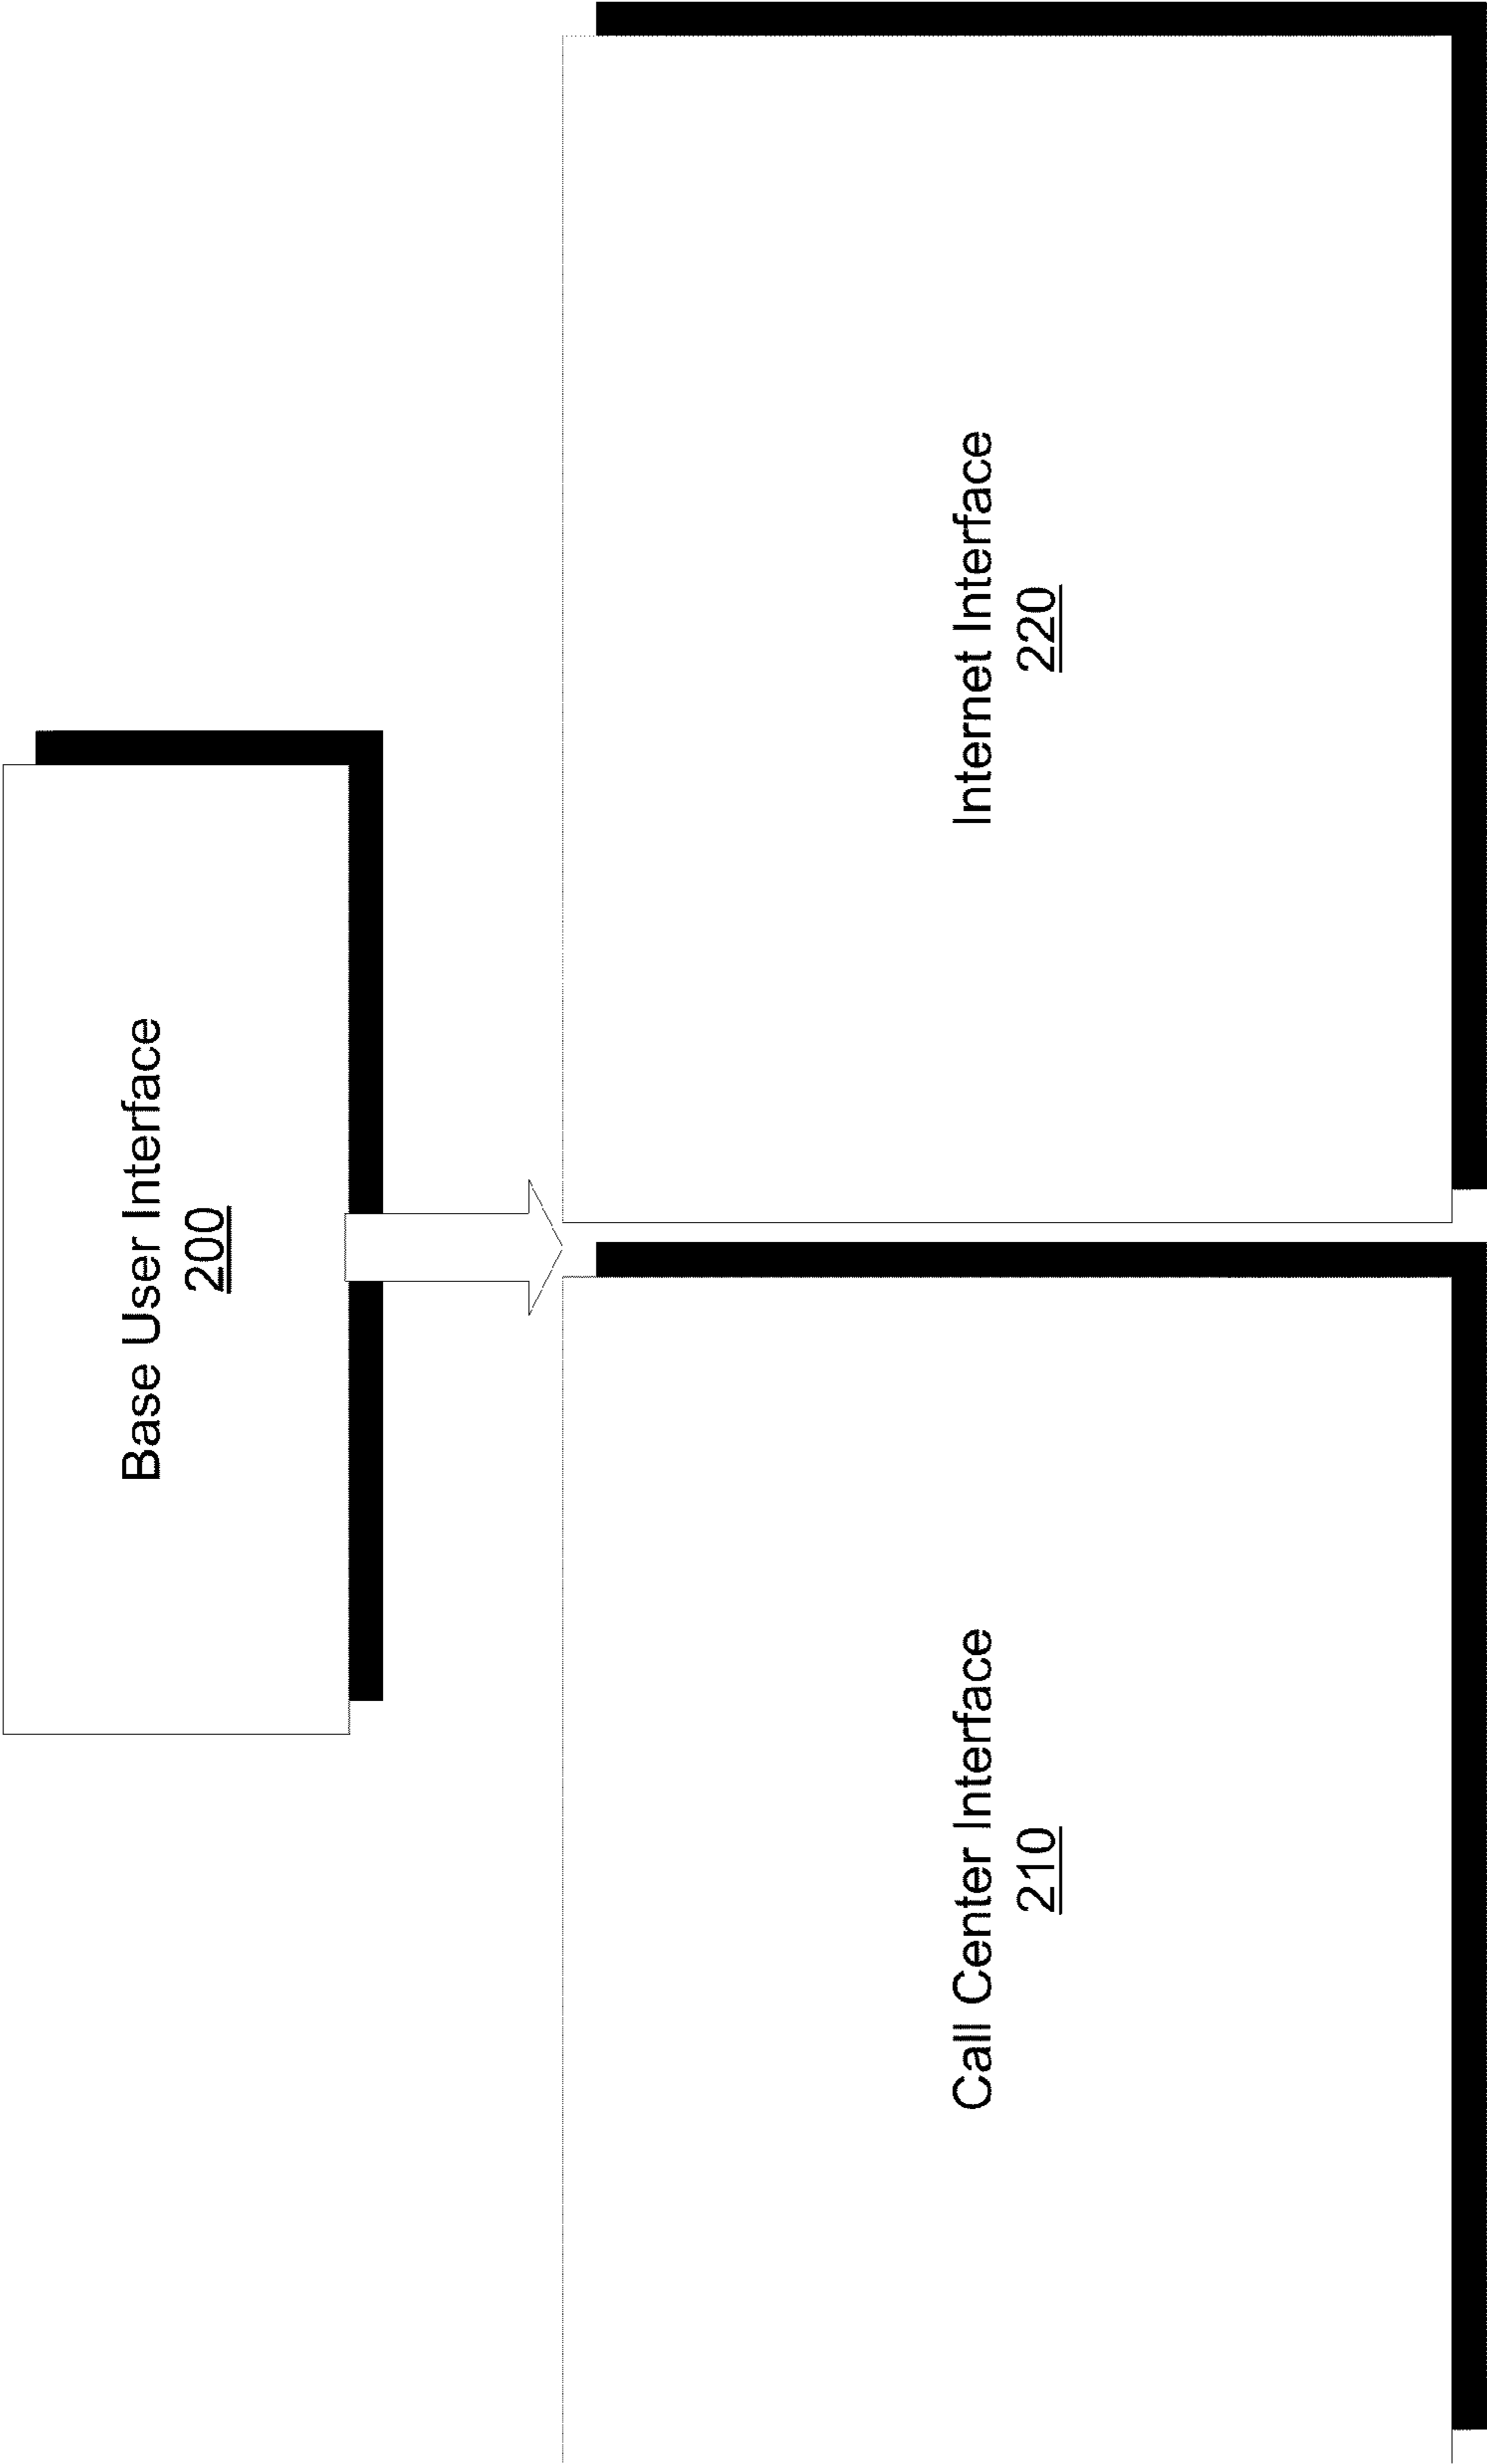 Base User Interface
200
Call Center Interface
210
Internet Interface
220